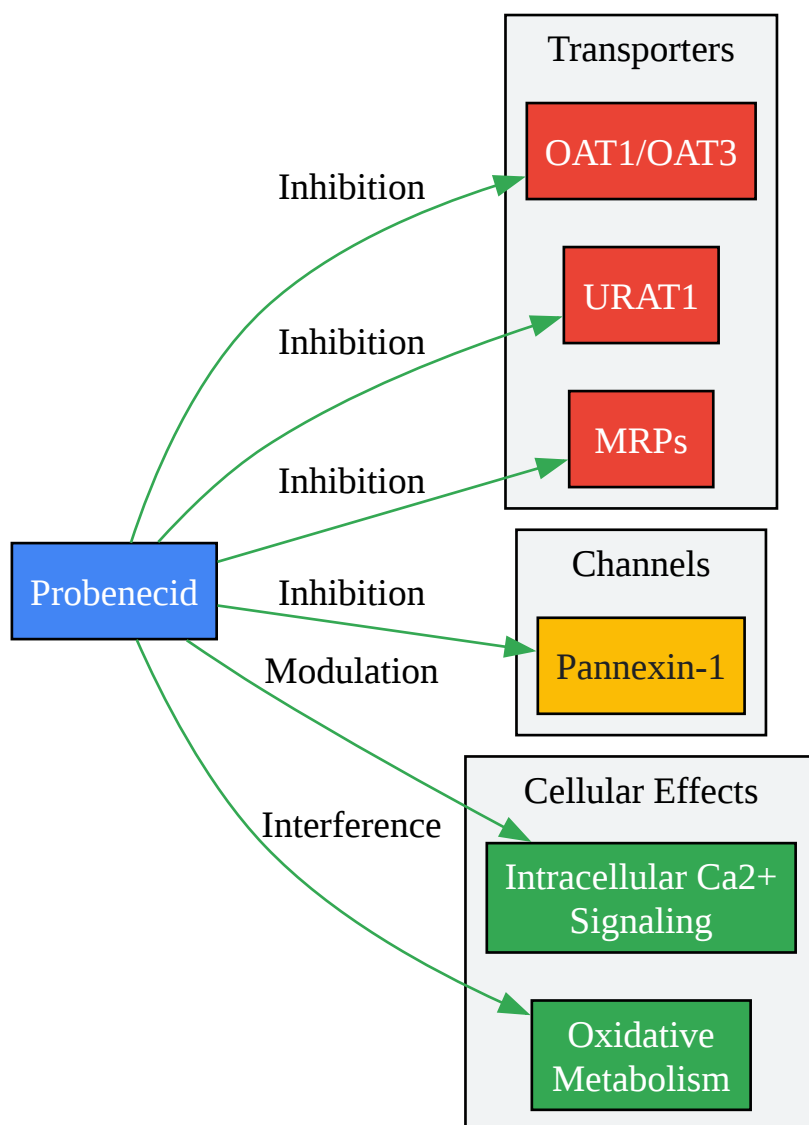 Transporters
OAT1/OAT3
Inhibition
URAT1
Inhibition
MRPs
Inhibition
Probenecid
Channels
Inhibition
Pannexin-1
Modulation
Cellular Effects
Interference
Intracellular Ca2+
Signaling
Oxidative
Metabolism